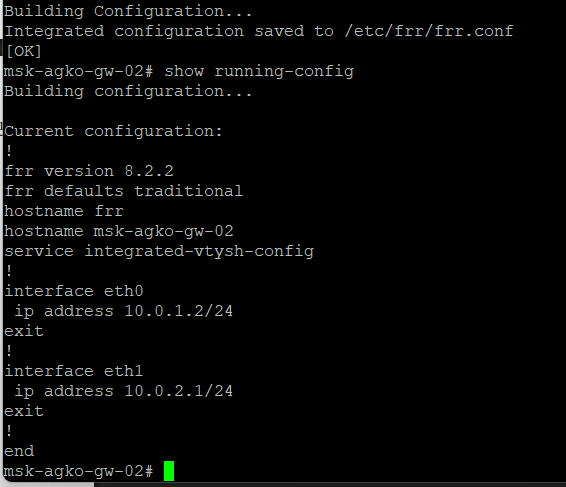 Building Configuration...
Integrated configuration saved to /etc/frr/frr.conf
[OK]
msk-agko-gw-02# show running-config
Building configuration...

Current configuration:
!
frr version 8.2.2
frr defaults traditional
hostname frr
hostname msk-agko-gw-02
service integrated-vtysh-config
!
interface eth0
 ip address 10.0.1.2/24
exit
!
interface eth1
 ip address 10.0.2.1/24
exit
!
end
msk-agko-gw-02#